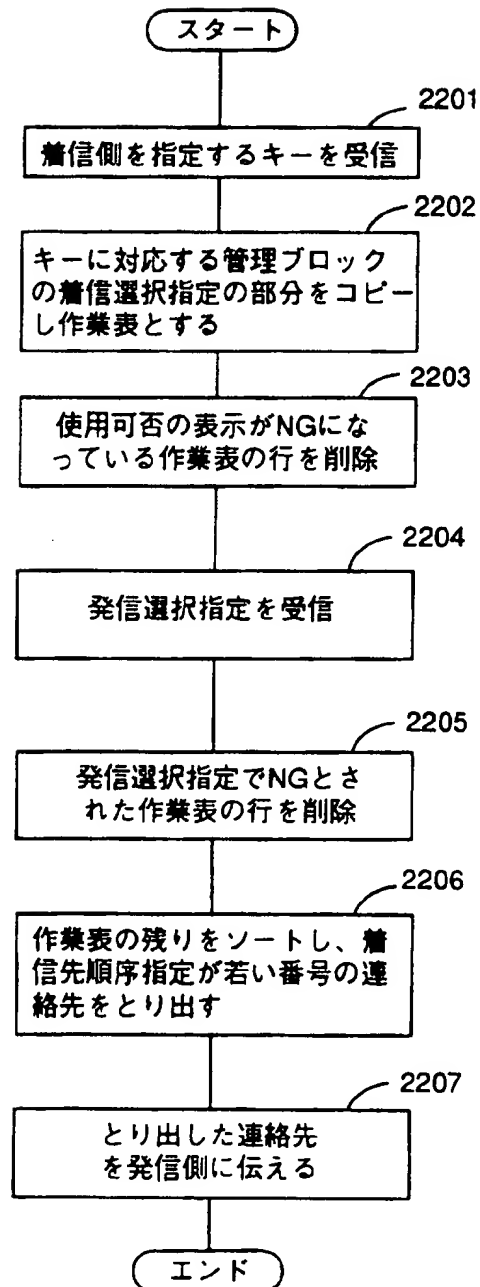 スタート
2201
着信側を指定するキーを受信
2202
キーに対応する管理ブロック
の着信選択指定の部分をコピー
し作業表とする
2203
使用可否の表示がNGにな
っている作業表の行を削除
2204
発信選択指定を受信
2205
発信選択指定でNGとさ
れた作業表の行を削除
2206
作業表の残りをソートし、着
信先順序指定が若い番号の連
絡先をとり出す
2207
とり出した連絡先
を発信側に伝える
エンド